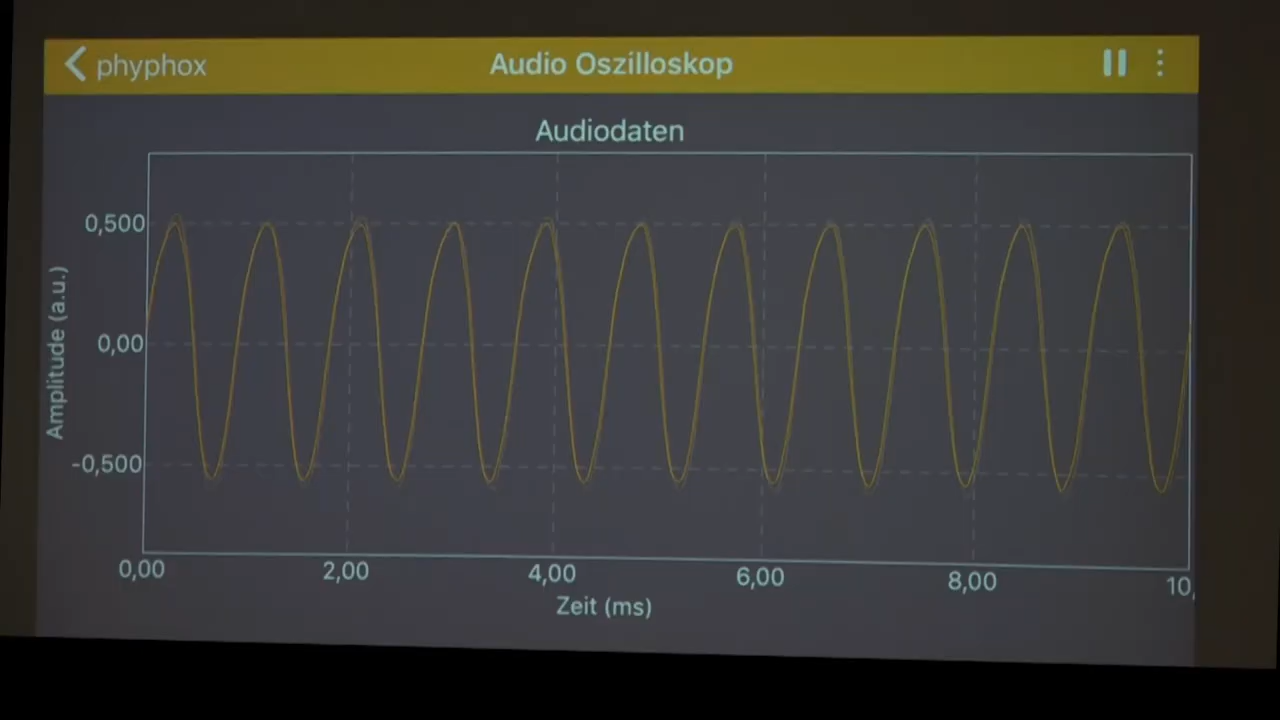 phyphox
Audio Oszilloskop
Audiodaten
Amplitude (a.u.)
0,500
0,00
-0,500
0,00
2,00
4,00
6,00
8,00
10,
Zeit (ms)